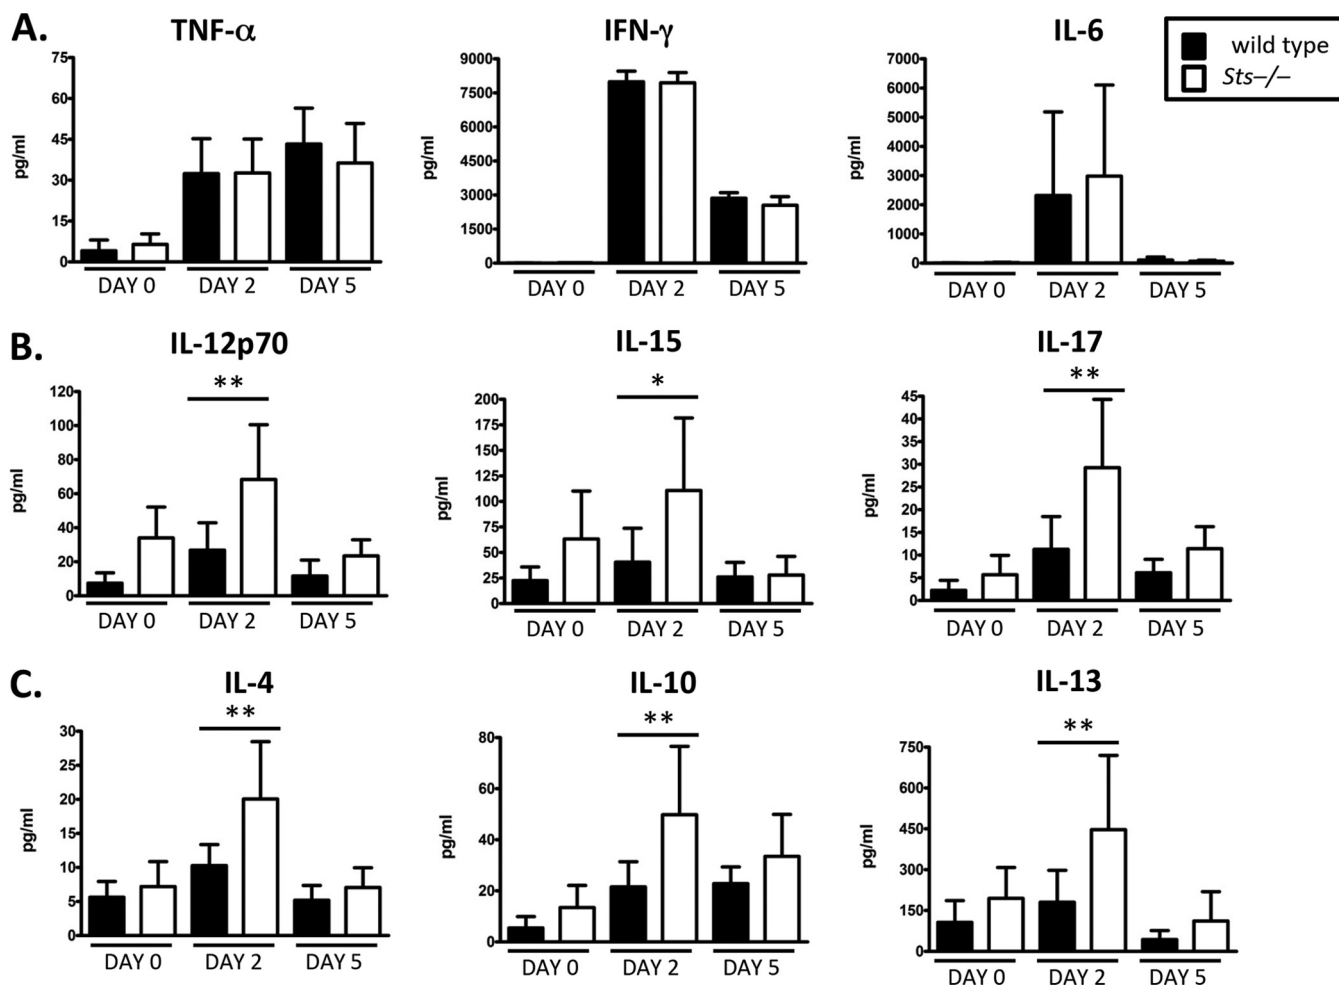 A.
TNF-α
IFN-γ
IL-6
wild type
Sts–/–
75
60
45
30
15
0
pg/ml
DAY 0
DAY 2
DAY 5
9000
7500
6000
4500
3000
1500
0
pg/ml
DAY 0
DAY 2
DAY 5
7000
6000
5000
4000
3000
2000
1000
0
pg/ml
DAY 0
DAY 2
DAY 5
B.
IL-12p70
IL-15
IL-17
**
120
100
80
60
40
20
0
pg/ml
DAY 0
DAY 2
DAY 5
*
200
175
150
125
100
75
50
25
0
pg/ml
DAY 0
DAY 2
DAY 5
**
45
40
35
30
25
20
15
10
5
0
pg/ml
DAY 0
DAY 2
DAY 5
C.
IL-4
IL-10
IL-13
**
30
25
20
15
10
5
0
pg/ml
DAY 0
DAY 2
DAY 5
**
80
60
40
20
0
pg/ml
DAY 0
DAY 2
DAY 5
**
750
600
450
300
150
0
pg/ml
DAY 0
DAY 2
DAY 5